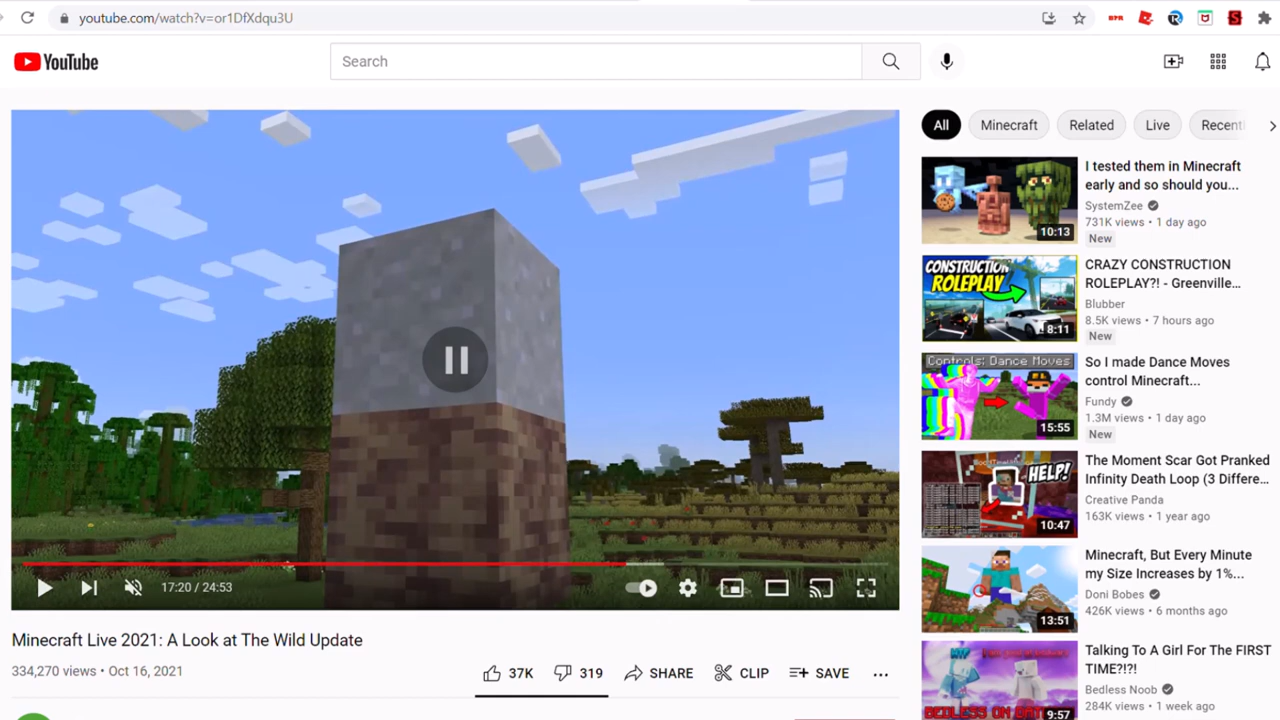 youtube.com/watch?v=or1DfXdqu3U
BPR
YouTube
Search
All
Minecraft
Related
Live
Recentl
10:13
I tested them in Minecraft
early and so should you...
SystemZee
731K views • 1 day ago
New
CONSTRUCTION
ROLEPLAY
8:11
CRAZY CONSTRUCTION
ROLEPLAY?! - Greenville...
Blubber
8.5K views • 7 hours ago
New
Controls: Dance Moves
15:55
So I made Dance Moves
control Minecraft...
Fundy
1.3M views • 1 day ago
New
HELP!
10:47
The Moment Scar Got Pranked
Infinity Death Loop (3 Differe...
Creative Panda
163K views • 1 year ago
13:51
Minecraft, But Every Minute
my Size Increases by 1%...
Doni Bobes
426K views • 6 months ago
BEDLESS ON
9:57
Talking To A Girl For The FIRST
TIME?!?!
Bedless Noob
284K views • 1 week ago
17:20 / 24:53
Minecraft Live 2021: A Look at The Wild Update
334,270 views • Oct 16, 2021
37K
319
SHARE
CLIP
SAVE